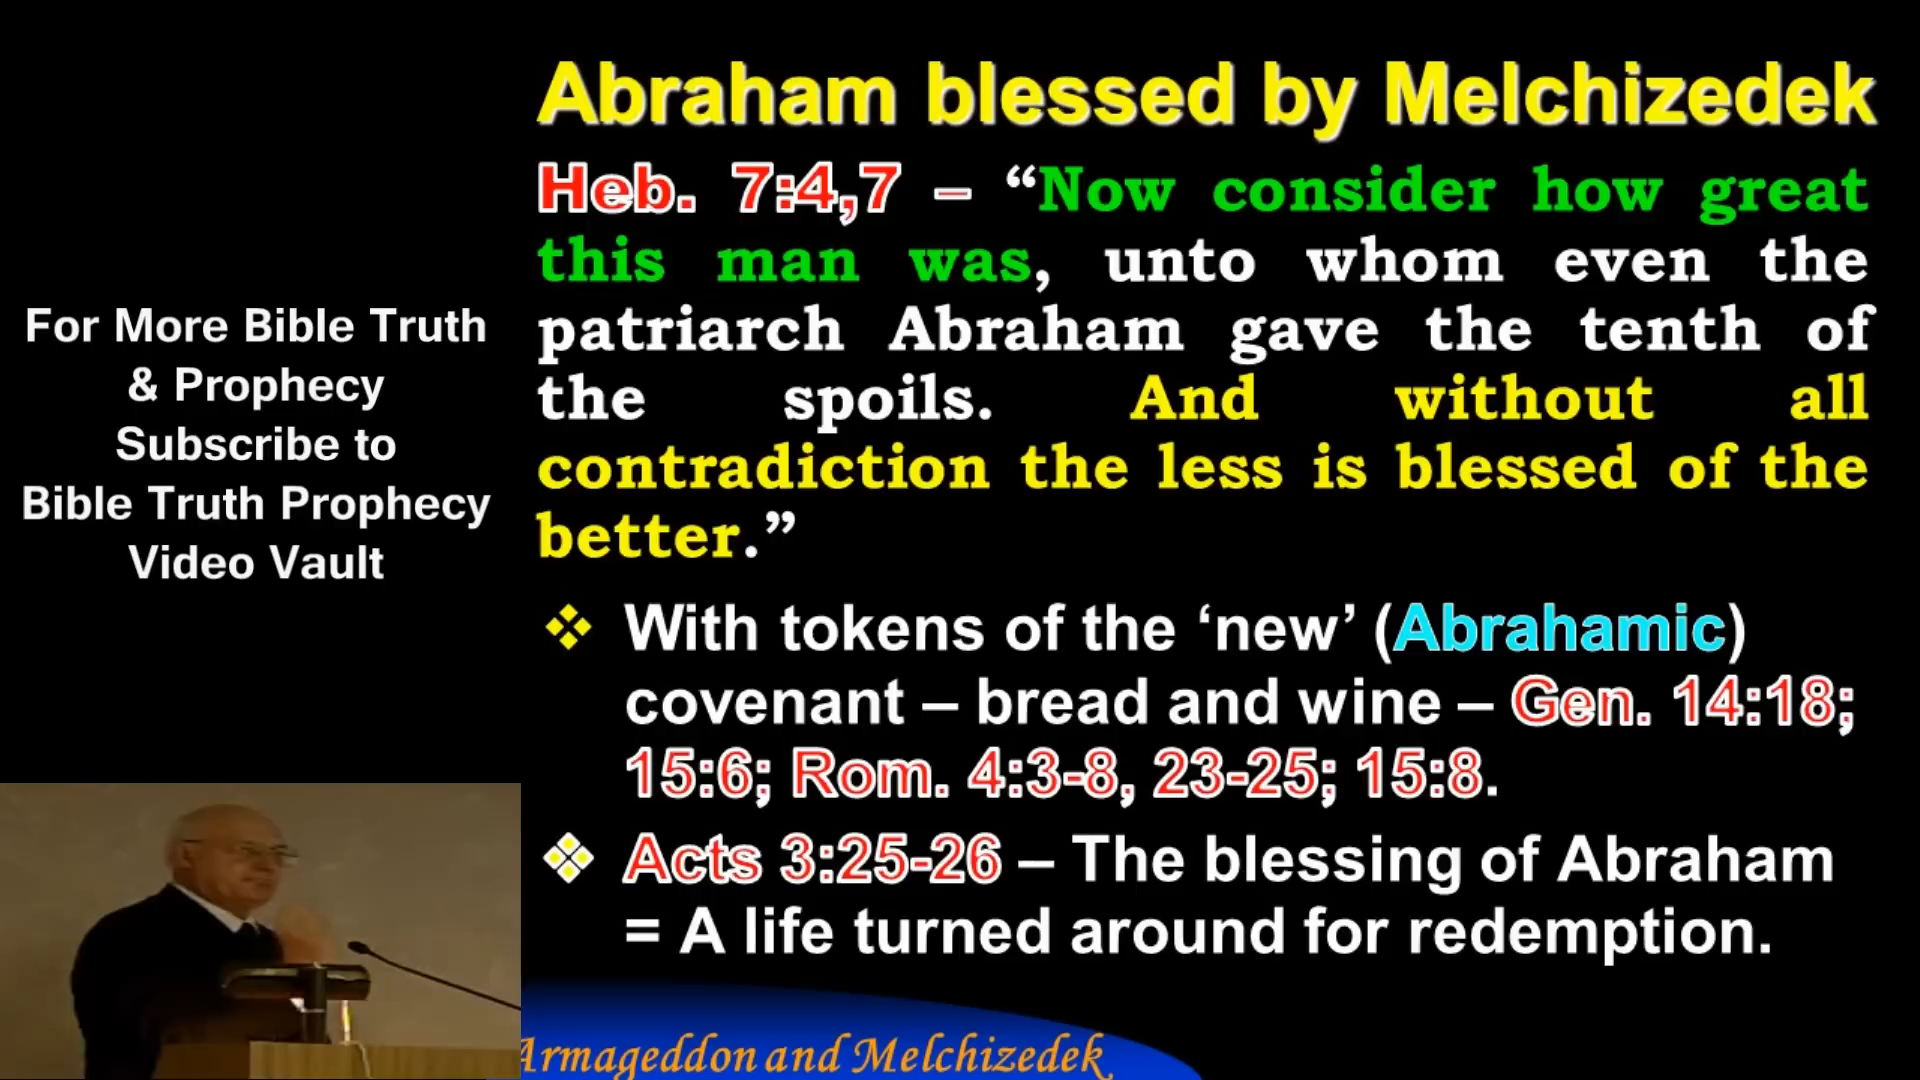 Abraham blessed by Melchizedek
Heb. 7:4,7 – “Now consider how great
this man was, unto whom even the
patriarch Abraham gave the tenth of
the spoils. And without all
contradiction the less is blessed of the
better.”
With tokens of the ‘new’ (Abrahamic)
covenant – bread and wine – Gen. 14:18;
15:6; Rom. 4:3-8, 23-25; 15:8.
Acts 3:25-26 – The blessing of Abraham
= A life turned around for redemption.
For More Bible Truth
& Prophecy
Subscribe to
Bible Truth Prophecy
Video Vault
Armageddon and Melchizedek